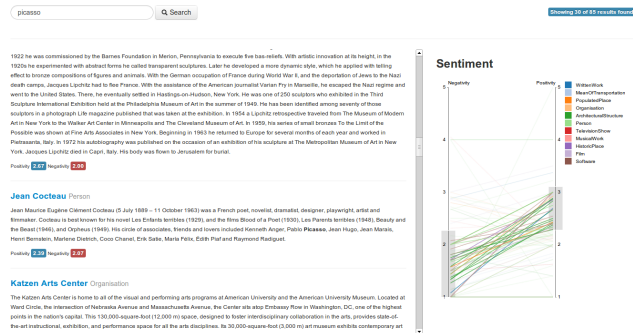 picasso
Search
Showing 30 of 65 results found
1922 he was commissioned by the Barnes Foundation in Merion, Pennsylvania to execute five bas-reliefs. With artistic innovation at its height, in the
1920s he experimented with abstract forms he called transparent sculptures. Later he developed a more dynamic style, which he applied with telling
effect to bronze compositions of figures and animals. With the German occupation of France during World War II, and the deportation of Jews to the Nazi
death camps, Jacques Lipchitz had to flee France. With the assistance of the American journalist Varian Fry in Marseille, he escaped the Nazi regime and
went to the United States. There, he eventually settled in Hastings-on-Hudson, New York. He was one of 250 sculptors who exhibited in the Third
Sculpture International Exhibition held at the Philadelphia Museum of Art in the summer of 1949. He has been identified among seventy of those
sculptors in a photograph Life magazine published that was taken at the exhibition. In 1954 a Lipchitz retrospective traveled from The Museum of Modern
Art in New York to the Walker Art Center in Minneapolis and The Cleveland Museum of Art. In 1959, his series of small bronzes To the Limit of the
Possible was shown at Fine Arts Associates in New York. Beginning in 1963 he returned to Europe for several months of each year and worked in
Pietrasanta, Italy. In 1972 his autobiography was published on the occasion of an exhibition of his sculpture at The Metropolitan Museum of Art in New
York. Jacques Lipchitz died in Capri, Italy. His body was flown to Jerusalem for burial.
Positivity 2.67 Negativity 2.00
Jean Cocteau Person
Jean Maurice Eugène Clément Cocteau (5 July 1889 – 11 October 1963) was a French poet, novelist, dramatist, designer, playwright, artist and
filmmaker. Cocteau is best known for his novel Les Enfants terribles (1929), and the films Blood of a Poet (1930), Les Parents terribles (1948), Beauty and
the Beast (1946), and Orpheus (1949). His circle of associates, friends and lovers included Kenneth Anger, Pablo Picasso, Jean Hugo, Jean Marais,
Henri Bernstein, Marlene Dietrich, Coco Chanel, Erik Satie, María Félix, Édith Piaf and Raymond Radiguet.
Positivity 2.39 Negativity 2.07
Katzen Arts Center Organisation
The Katzen Arts Center is home to all of the visual and performing arts programs at American University and the American University Museum. Located at
Ward Circle, the intersection of Nebraska Avenue and Massachusetts Avenue, the Center sits atop Embassy Row in Washington, DC, one of the highest
points in the nation's capital. This 130,000-square-foot (12,000 m) space, designed to foster interdisciplinary collaboration in the arts, provides state-of-
the-art instructional, exhibition, and performance space for all the arts disciplines. Its 30,000-square-foot (3,000 m) art museum exhibits contemporary art
Sentiment
Negativity Positivity
5 5
4 4
3 3
2 2
1 1
WrittenWork
MeanOfTransportation
PopulatedPlace
Organisation
ArchitecturalStructure
Person
TelevisionShow
MusicalWork
HistoricPlace
Film
Software